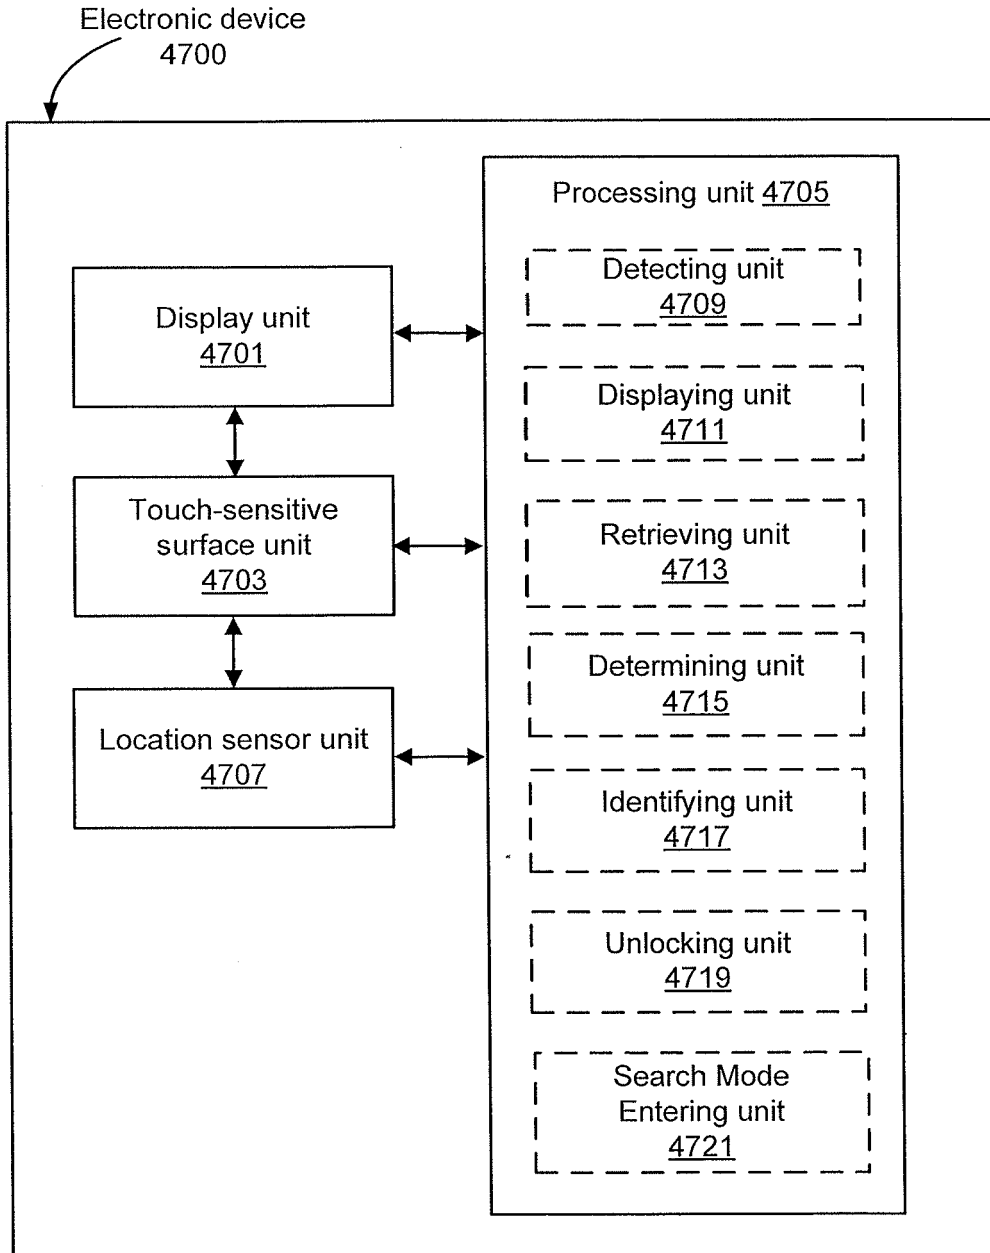 Electronic device
4700
Processing unit 4705
Display unit
4701
Touch-sensitive
surface unit
4703
Location sensor unit
4707
Detecting unit
4709
Displaying unit
4711
Retrieving unit
4713
Determining unit
4715
Identifying unit
4717
Unlocking unit
4719
Search Mode
Entering unit
4721